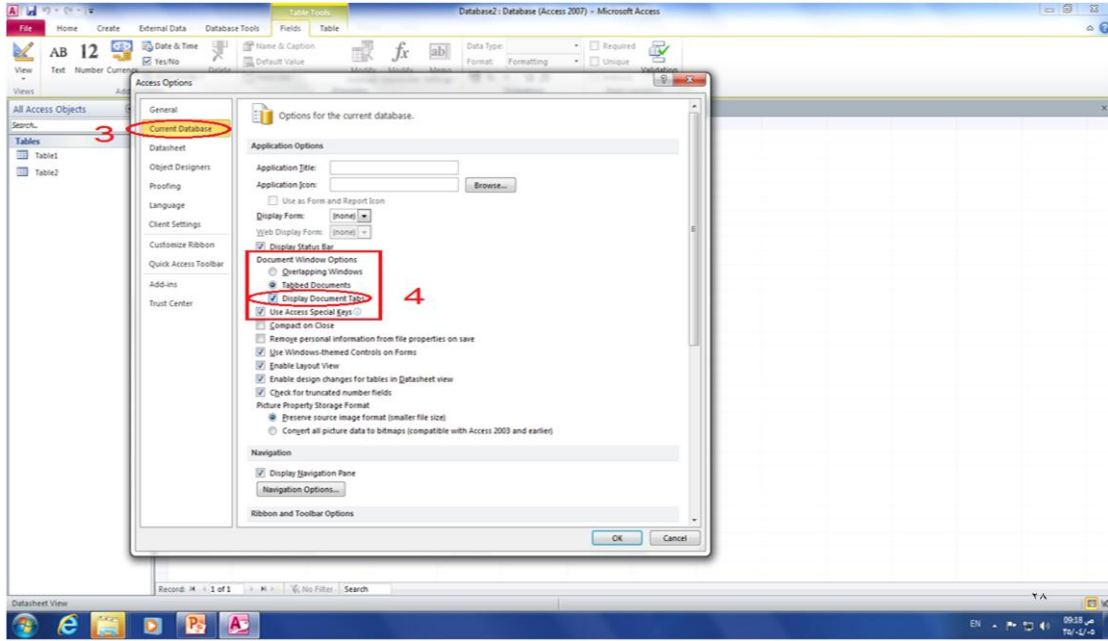 Table Tools
Database2 : Database (Access 2007) - Microsoft Access
File Home Create External Data Database Tools Fields Table
AB 12 Date & Time Name & Caption fx ab| Data Type: Required
Yes/No Default Value Format: Formatting Unique
View Text Number Currency Delete Modify Modify Memo Validation
Views
Access Options
All Access Objects
Search...
Tables
Table1
Table2
3
General
Current Database
Datasheet
Object Designers
Proofing
Language
Client Settings
Customize Ribbon
Quick Access Toolbar
Add-ins
Trust Center
Options for the current database.
Application Options
Application Title:
Application Icon: Browse...
Use as Form and Report Icon
Display Form: (none)
Web Display Form: (none)
Display Status Bar
Document Window Options
Overlapping Windows
Tabbed Documents
Display Document Tabs
4
Use Access Special Keys
Compact on Close
Remove personal information from file properties on save
Use Windows-themed Controls on Forms
Enable Layout View
Enable design changes for tables in Datasheet view
Check for truncated number fields
Picture Property Storage Format
Preserve source image format (smaller file size)
Convert all picture data to bitmaps (compatible with Access 2003 and earlier)
Navigation
Display Navigation Pane
Navigation Options...
Ribbon and Toolbar Options
OK Cancel
Record: 1 of 1 No Filter Search
٢٨
Datasheet View
EN 09:18 ص